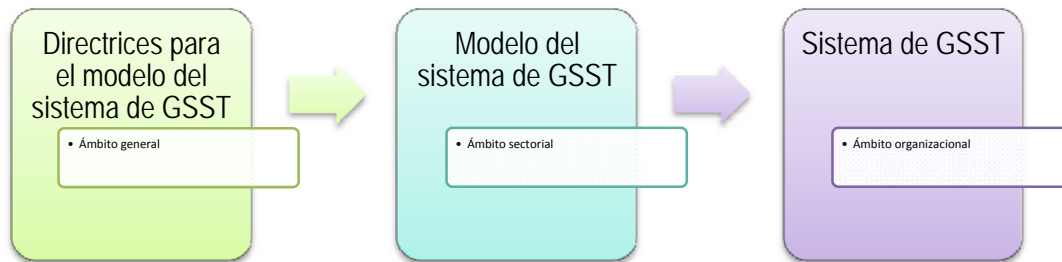 Directrices para
el modelo del
sistema de GSST
• Ámbito general
Modelo del
sistema de GSST
• Ámbito sectorial
Sistema de GSST
• Ámbito organizacional